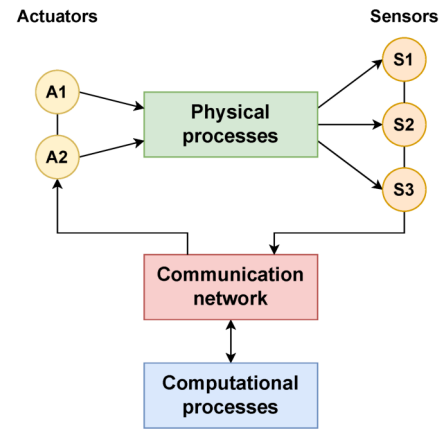 Actuators
Sensors
A1
A2
Physical
processes
S1
S2
S3
Communication
network
Computational
processes